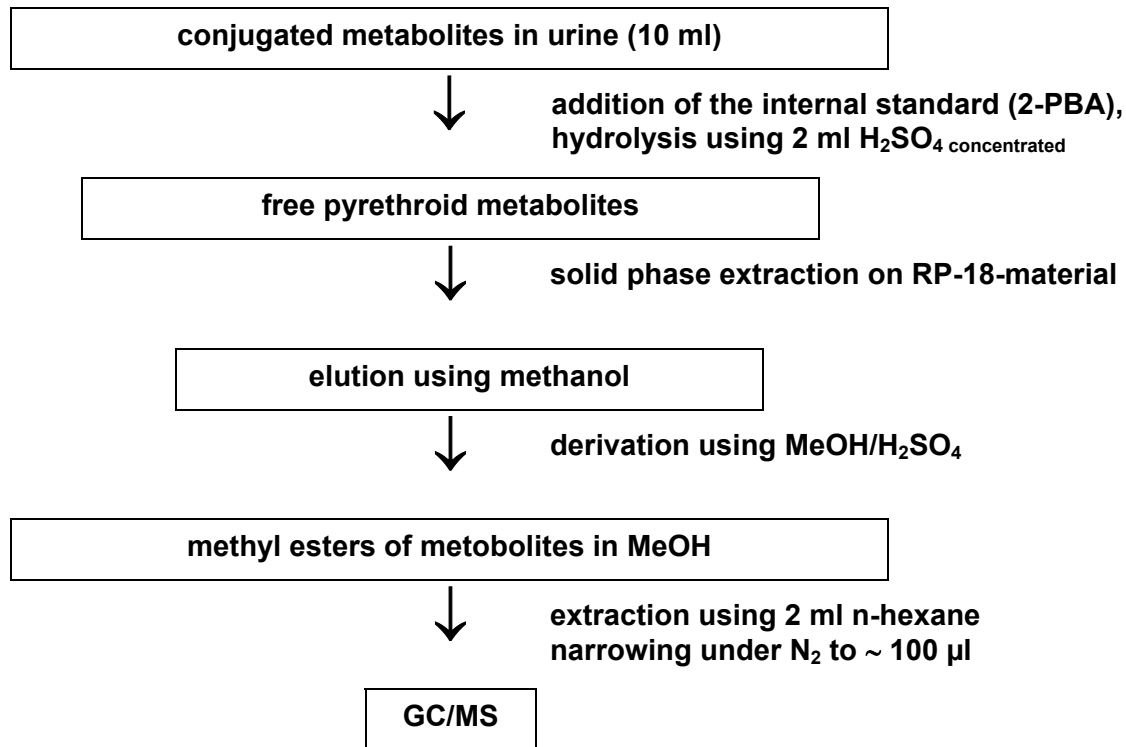 conjugated metabolites in urine (10 ml)
addition of the internal standard (2-PBA),
hydrolysis using 2 ml H₂SO₄ concentrated
free pyrethroid metabolites
solid phase extraction on RP-18-material
elution using methanol
derivation using MeOH/H₂SO₄
methyl esters of metobolites in MeOH
extraction using 2 ml n-hexane
narrowing under N₂ to ~ 100 µl
GC/MS